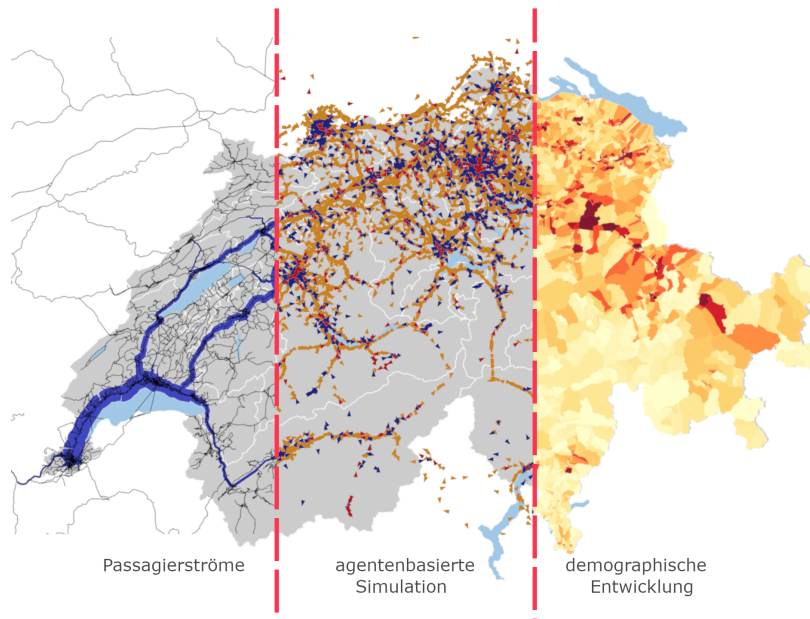 Passagierströme
agentenbasierte
Simulation
demographische
Entwicklung